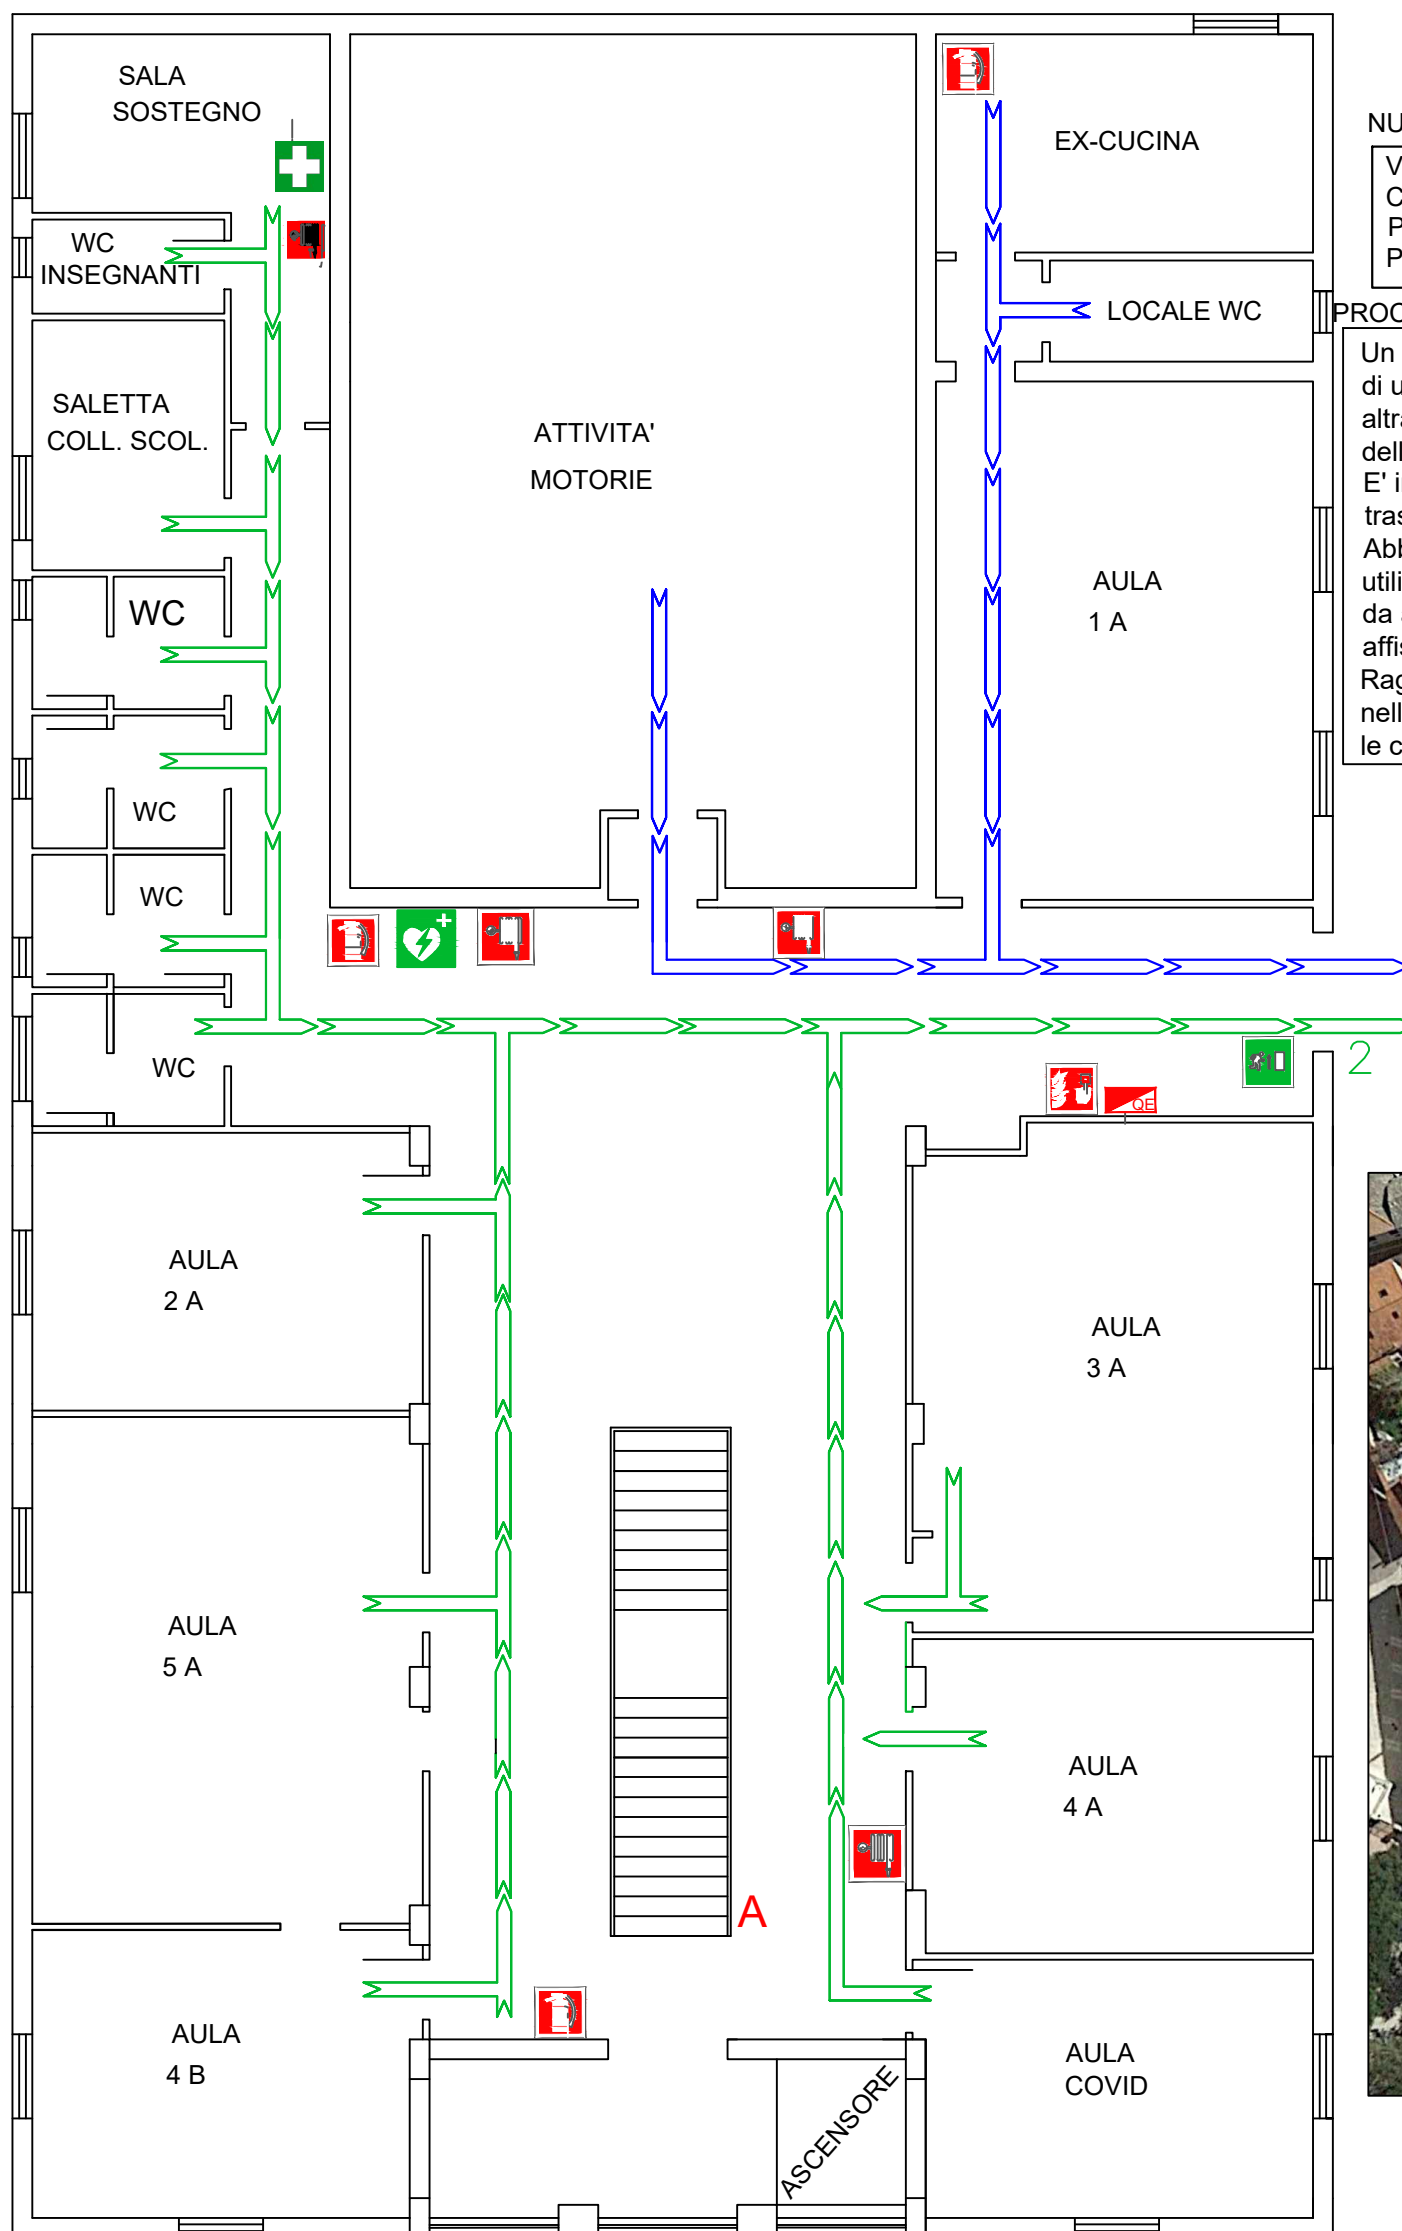 SALA
SOSTEGNO
WC
INSEGNANTI
SALETTA
COLL. SCOL.
WC
WC
WC
WC
ATTIVITA'
MOTORIE
EX-CUCINA
LOCALE WC
AULA
1 A
QE
2
AULA
2 A
AULA
3 A
AULA
5 A
AULA
4 A
A
AULA
4 B
AULA
COVID
ASCENSORE
NU
V
C
P
P
PROC
Un
di u
altra
dell
E' i
tras
Abb
utili
da
affis
Rag
nell
le c